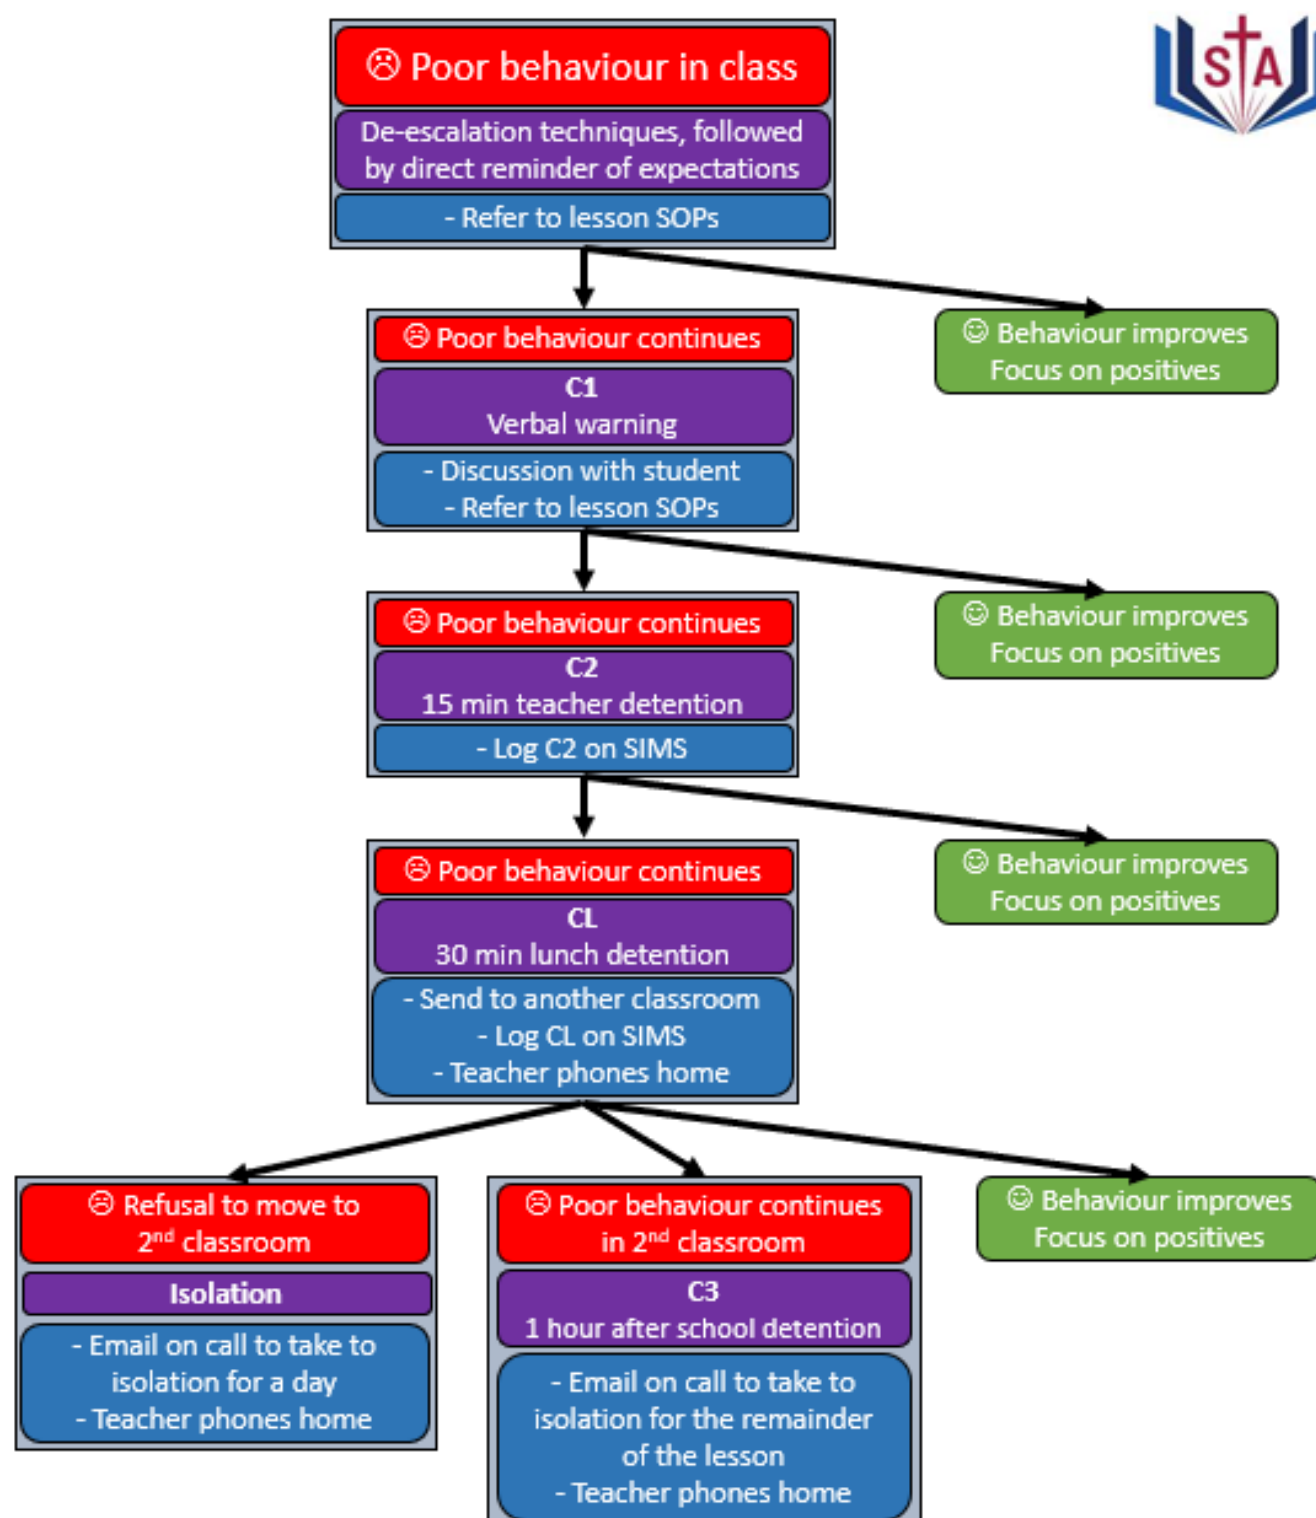 ☹ Poor behaviour in class
STA
De-escalation techniques, followed
by direct reminder of expectations
- Refer to lesson SOPs
☹ Poor behaviour continues
C1
Verbal warning
- Discussion with student
- Refer to lesson SOPs
☺ Behaviour improves
Focus on positives
☹ Poor behaviour continues
C2
15 min teacher detention
- Log C2 on SIMS
☺ Behaviour improves
Focus on positives
☹ Poor behaviour continues
CL
30 min lunch detention
- Send to another classroom
- Log CL on SIMS
- Teacher phones home
☺ Behaviour improves
Focus on positives
☹ Refusal to move to
2nd classroom
Isolation
- Email on call to take to
isolation for a day
- Teacher phones home
☹ Poor behaviour continues
in 2nd classroom
C3
1 hour after school detention
- Email on call to take to
isolation for the remainder
of the lesson
- Teacher phones home
☺ Behaviour improves
Focus on positives